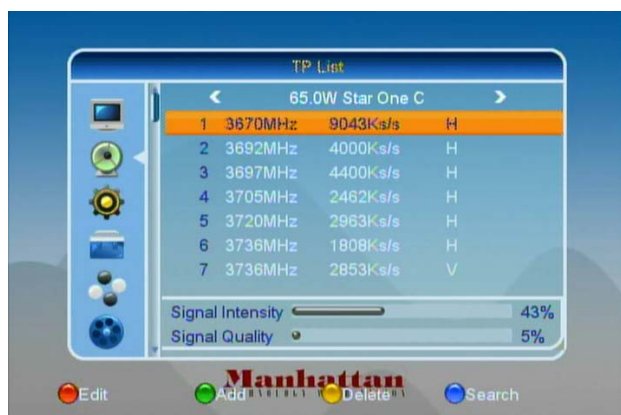 TP List
65.0W Star One C
1 3670MHz 9043Ks/s H
2 3692MHz 4000Ks/s H
3 3697MHz 4400Ks/s H
4 3705MHz 2462Ks/s H
5 3720MHz 2963Ks/s H
6 3736MHz 1808Ks/s H
7 3736MHz 2853Ks/s V
Signal Intensity 43%
Signal Quality 5%
Manhattan
Edit Add Delete Search